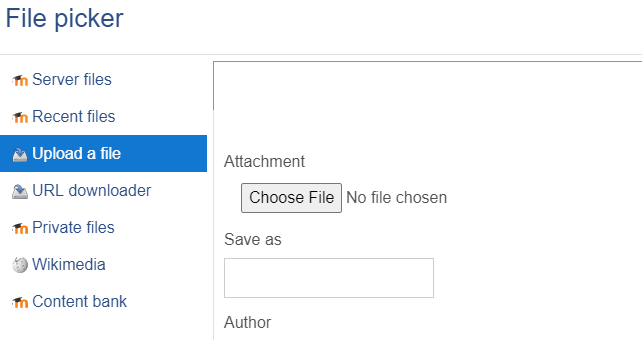 File picker
Server files
Recent files
Upload a file
URL downloader
Private files
Wikimedia
Content bank
Attachment
Choose File No file chosen
Save as
Author